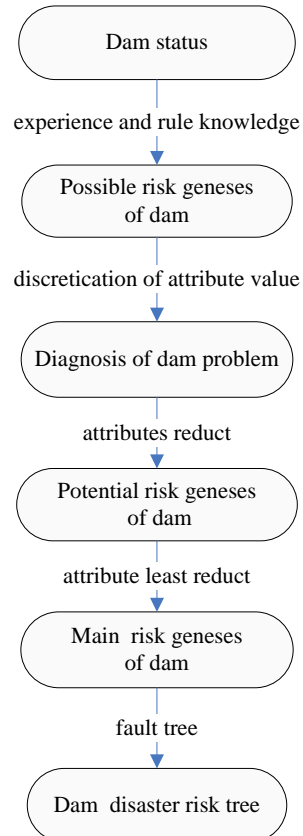 Dam status
experience and rule knowledge
Possible risk geneses
of dam
discretication of attribute value
Diagnosis of dam problem
attributes reduct
Potential risk geneses
of dam
attribute least reduct
Main risk geneses
of dam
fault tree
Dam disaster risk tree